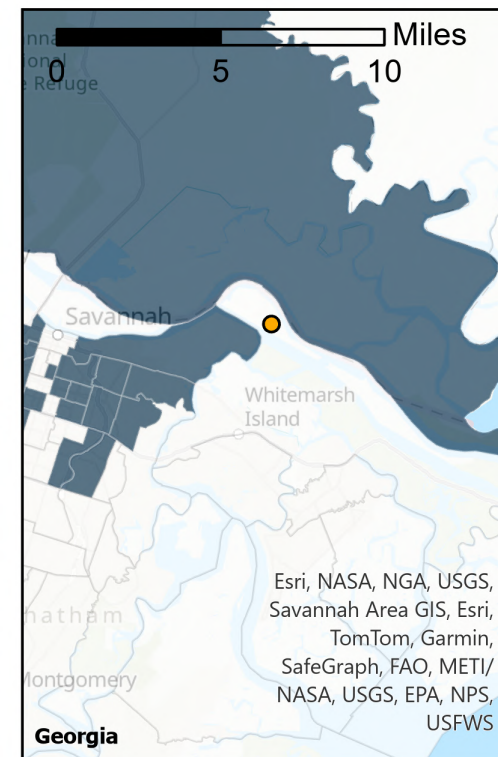 Miles
0 5 10
Refuge
Savannah
Whitemarsh
Island
hatham
Montgomery
Esri, NASA, NGA, USGS,
Savannah Area GIS, Esri,
TomTom, Garmin,
SafeGraph, FAO, METI/
NASA, USGS, EPA, NPS,
USFWS
Georgia